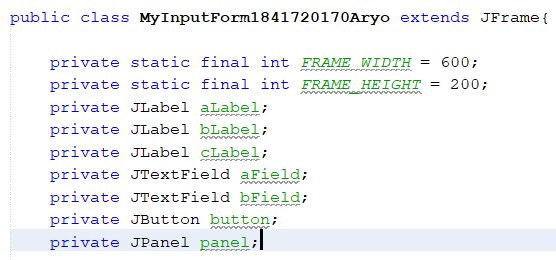 public class MyInputForm1841720170Aryo extends JFrame{
private static final int FRAME_WIDTH = 600;
private static final int FRAME_HEIGHT = 200;
private JLabel aLabel;
private JLabel bLabel;
private JLabel cLabel;
private JTextField aField;
private JTextField bField;
private JButton button;
private JPanel panel;